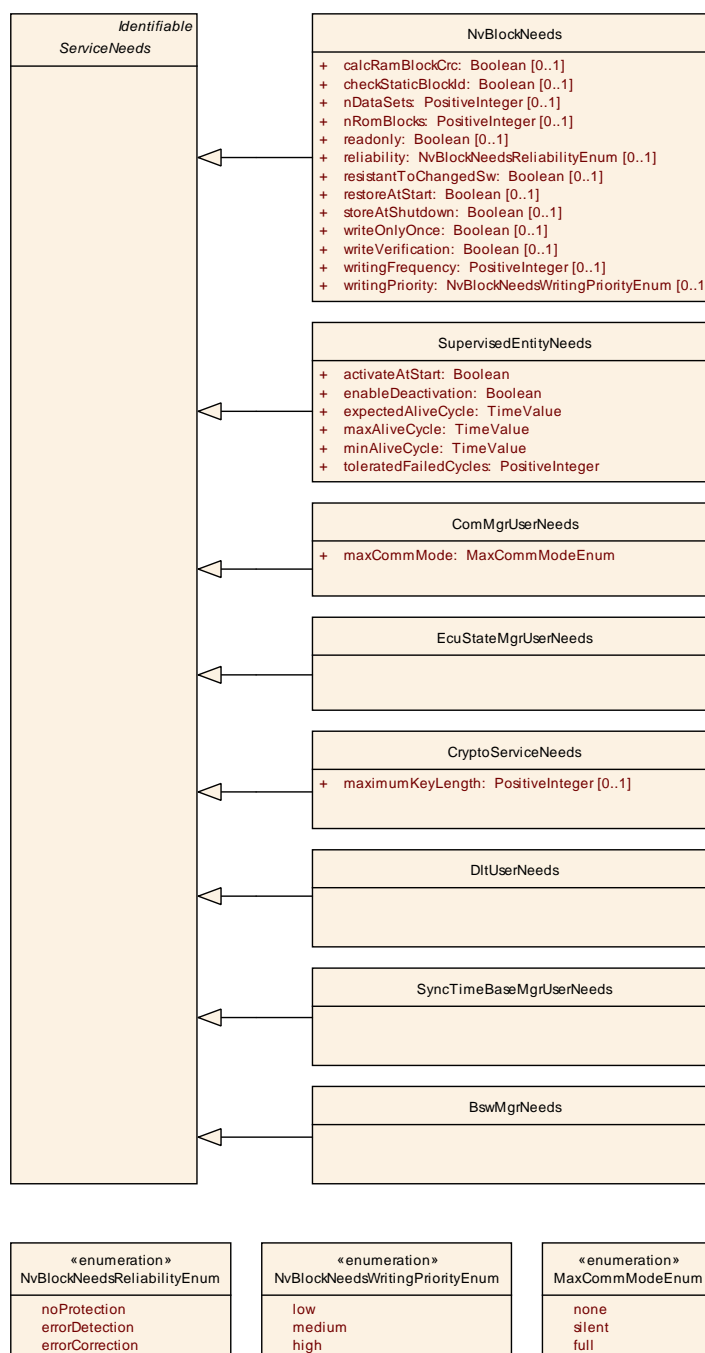 Identifiable
ServiceNeeds
NvBlockNeeds
+ calcRamBlockCrc: Boolean [0..1]
+ checkStaticBlockId: Boolean [0..1]
+ nDataSets: PositiveInteger [0..1]
+ nRomBlocks: PositiveInteger [0..1]
+ readonly: Boolean [0..1]
+ reliability: NvBlockNeedsReliabilityEnum [0..1]
+ resistantToChangedSw: Boolean [0..1]
+ restoreAtStart: Boolean [0..1]
+ storeAtShutdown: Boolean [0..1]
+ writeOnlyOnce: Boolean [0..1]
+ writeVerification: Boolean [0..1]
+ writingFrequency: PositiveInteger [0..1]
+ writingPriority: NvBlockNeedsWritingPriorityEnum [0..1
SupervisedEntityNeeds
+ activateAtStart: Boolean
+ enableDeactivation: Boolean
+ expectedAliveCycle: TimeValue
+ maxAliveCycle: TimeValue
+ minAliveCycle: TimeValue
+ toleratedFailedCycles: PositiveInteger
ComMgrUserNeeds
+ maxCommMode: MaxCommModeEnum
EcuStateMgrUserNeeds
CryptoServiceNeeds
+ maximumKeyLength: PositiveInteger [0..1]
DltUserNeeds
SyncTimeBaseMgrUserNeeds
BswMgrNeeds
«enumeration»
NvBlockNeedsReliabilityEnum
noProtection
errorDetection
errorCorrection
«enumeration»
NvBlockNeedsWritingPriorityEnum
low
medium
high
«enumeration»
MaxCommModeEnum
none
silent
full